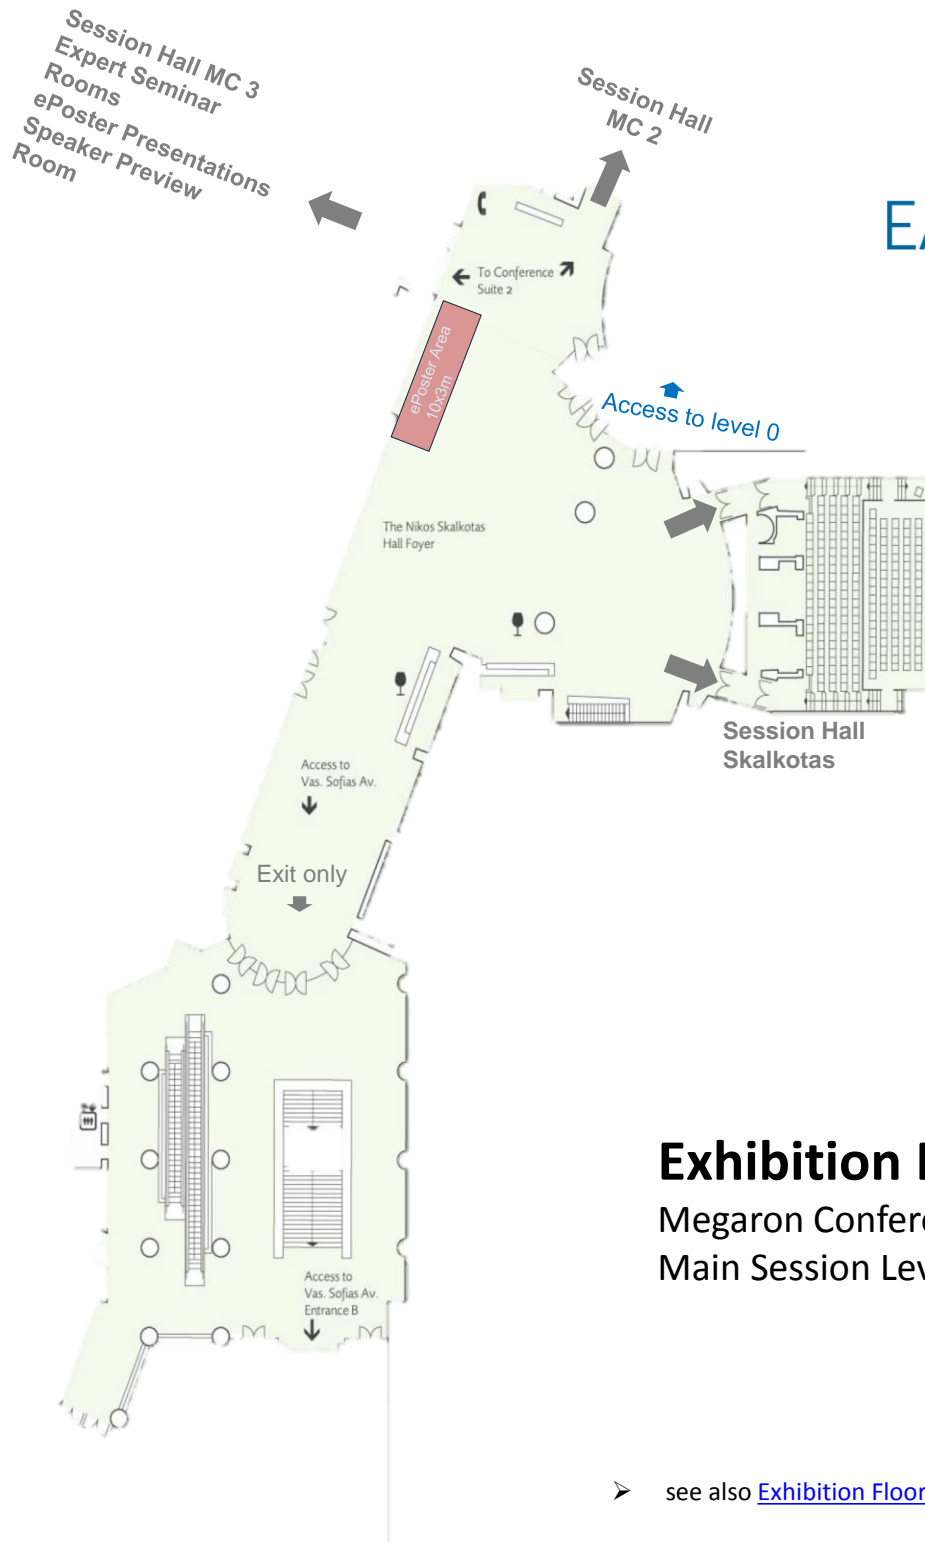 Session Hall MC 3
Expert Seminar
Rooms
ePoster Presentations
Speaker Preview
Room
Session Hall
MC 2
To Conference
Suite 2
ePoster Area
10x3m
Access to level 0
The Nikos Skalkotas
Hall Foyer
Session Hall
Skalkotas
Access to
Vas. Sofias Av.
Exit only
Exhibition
Megaron
Main Session
Access to
Vas. Sofias Av.
Entrance B
see also Exhibition Floor